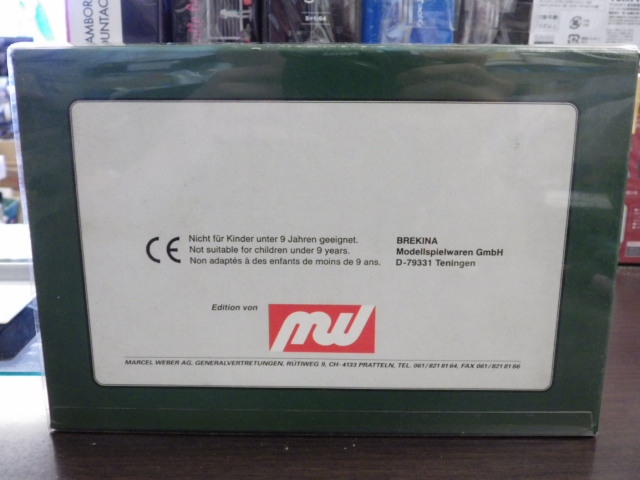 CE Nicht für Kinder unter 9 Jahren geeignet.
Not suitable for children under 9 years.
Non adaptés à des enfants de moins de 9 ans.
BREKINA
Modellspielwaren GmbH
D-79331 Teningen
Edition von
mw
MARCEL WEBER AG, GENERALVERTRETUNGEN, RÜTIWEG 9, CH-4133 PRATTELN, TEL. 061/821 81 64, FAX 061/821 81 66